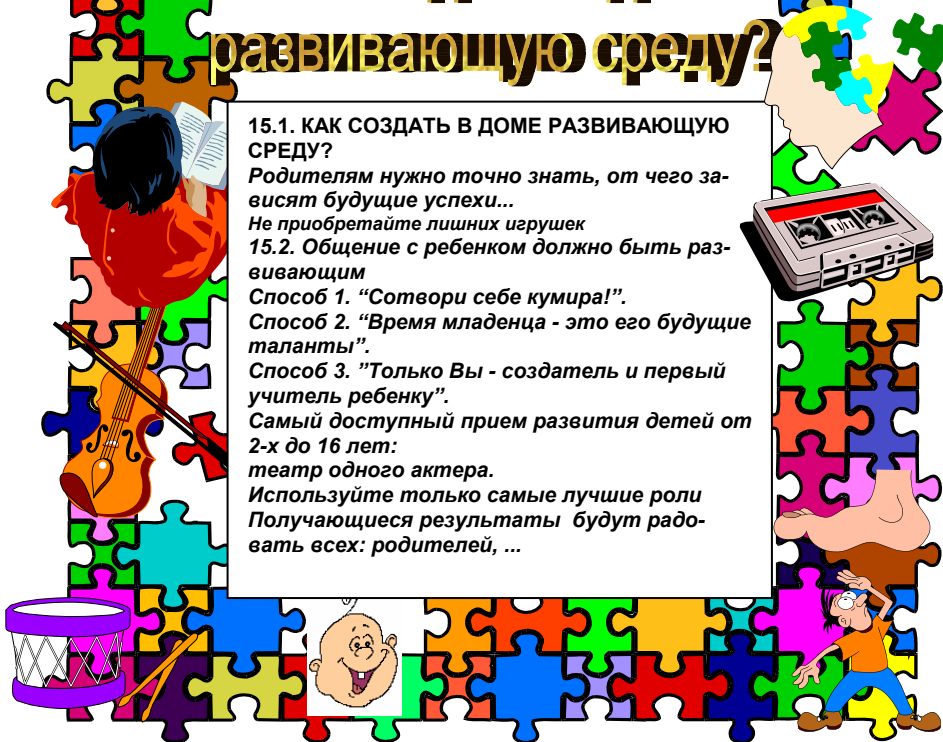 развивающую среду?
15.1. КАК СОЗДАТЬ В ДОМЕ РАЗВИВАЮЩУЮ
СРЕДУ?
Родителям нужно точно знать, от чего за-
висят будущие успехи...
Не приобретайте лишних игрушек
15.2. Общение с ребенком должно быть раз-
вивающим
Способ 1. “Сотвори себе кумира!”.
Способ 2. “Время младенца - это его будущие
таланты”.
Способ 3. ”Только Вы - создатель и первый
учитель ребенку”.
Самый доступный прием развития детей от
2-х до 16 лет:
театр одного актера.
Используйте только самые лучшие роли
Получающиеся результаты  будут радо-
вать всех: родителей, ...